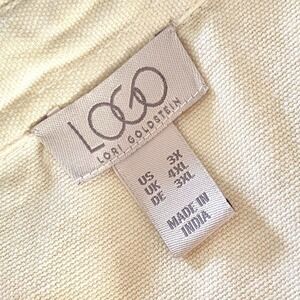 LOGO
LORI GOLDSTEIN
US 3X
UK 4XL
DE 3XL
MADE IN
INDIA